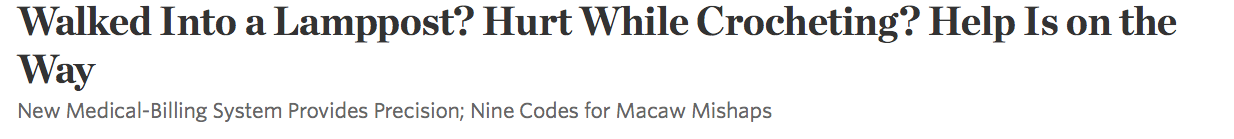 Walked Into a Lamppost? Hurt While Crocheting? Help Is on the
Way
New Medical-Billing System Provides Precision; Nine Codes for Macaw Mishaps